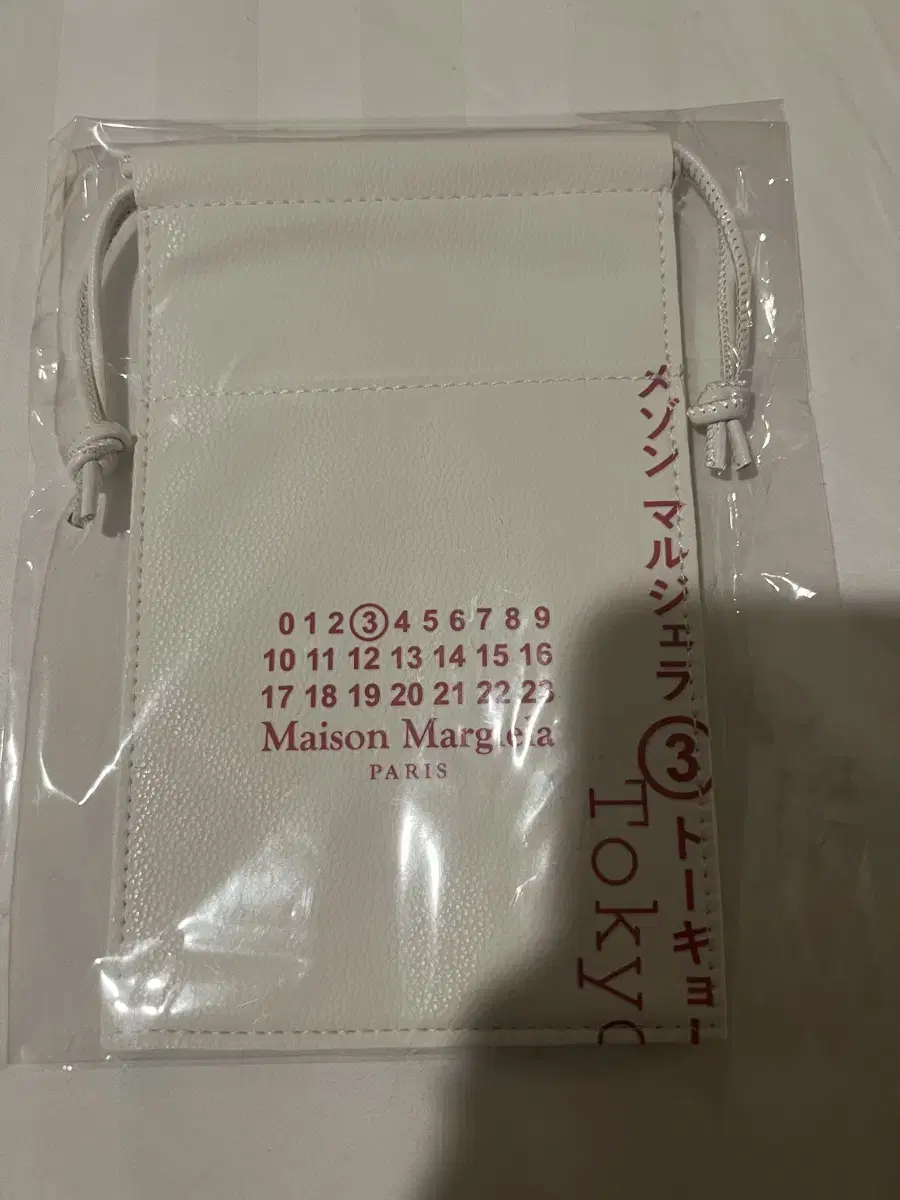 0 1 2 ③ 4 5 6 7 8 9
10 11 12 13 14 15 16
17 18 19 20 21 22 23
Maison Margiela
PARIS
メゾン マルジェラ ③ トーキョー
Tokyo